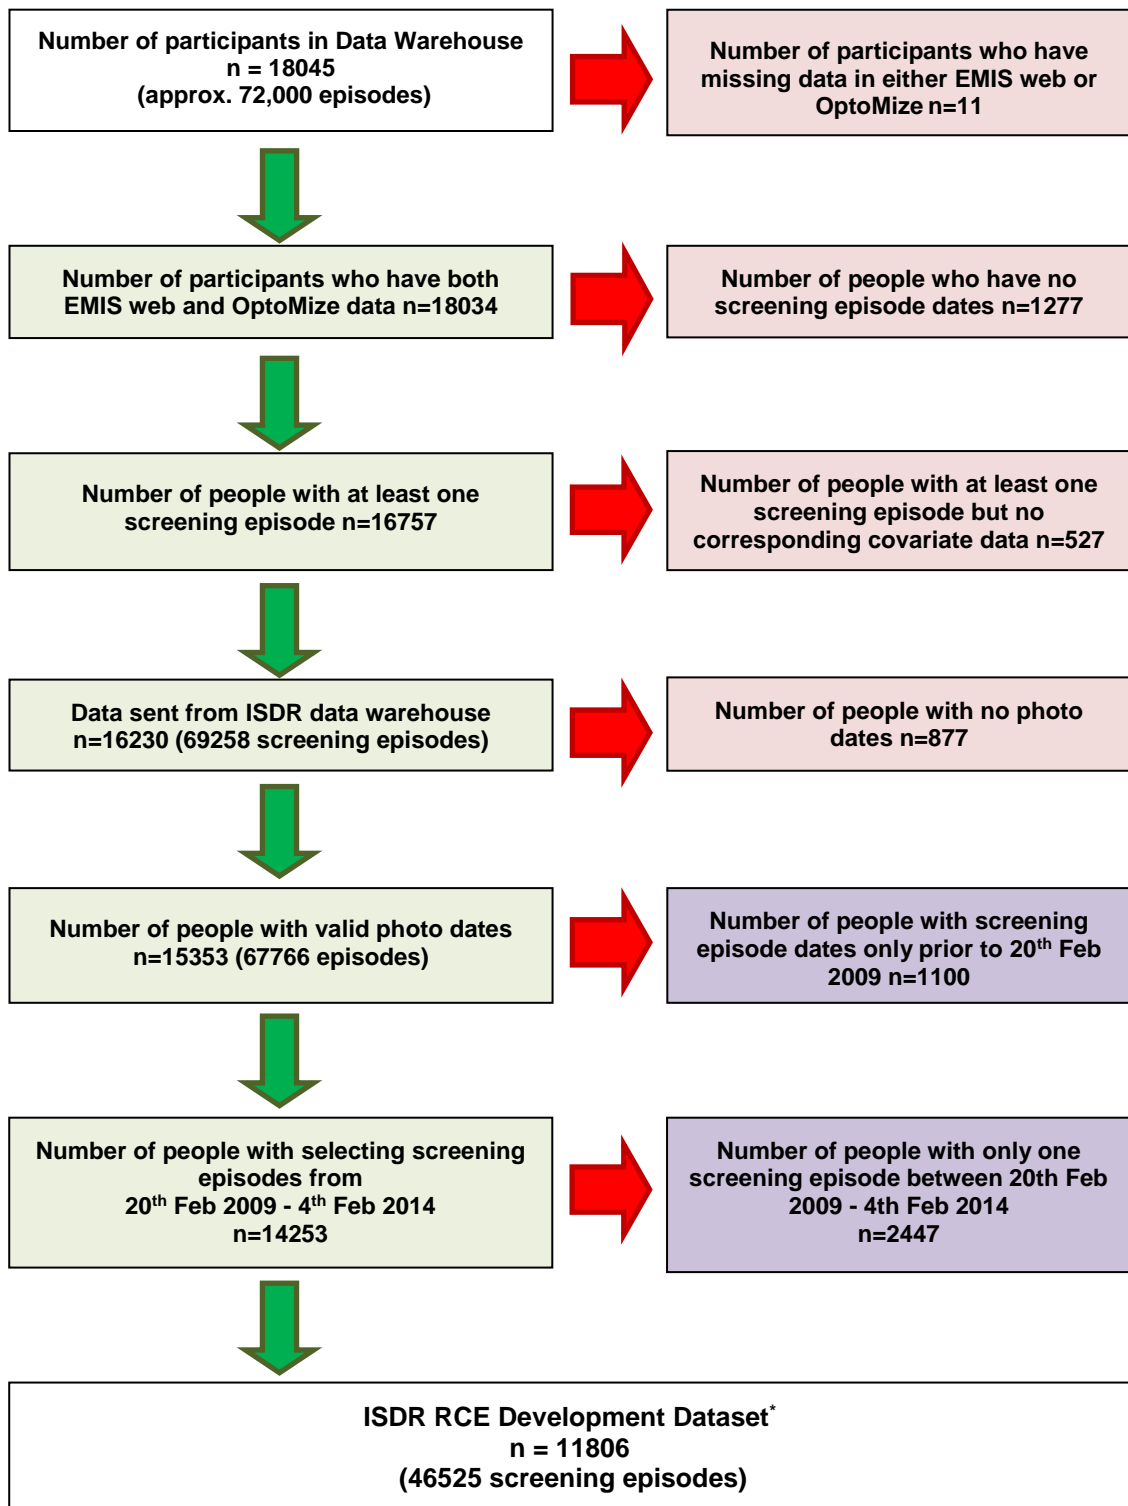 Number of participants in Data Warehouse
n = 18045
(approx. 72,000 episodes)
Number of participants who have
missing data in either EMIS web or
OptoMize n=11
Number of participants who have both
EMIS web and OptoMize data n=18034
Number of people who have no
screening episode dates n=1277
Number of people with at least one
screening episode n=16757
Number of people with at least one
screening episode but no
corresponding covariate data n=527
Data sent from ISDR data warehouse
n=16230 (69258 screening episodes)
Number of people with no photo
dates n=877
Number of people with valid photo dates
n=15353 (67766 episodes)
Number of people with screening
episode dates only prior to 20th Feb
2009 n=1100
Number of people with selecting screening
episodes from
20th Feb 2009 - 4th Feb 2014
n=14253
Number of people with only one
screening episode between 20th Feb
2009 - 4th Feb 2014
n=2447
ISDR RCE Development Dataset*
n = 11806
(46525 screening episodes)